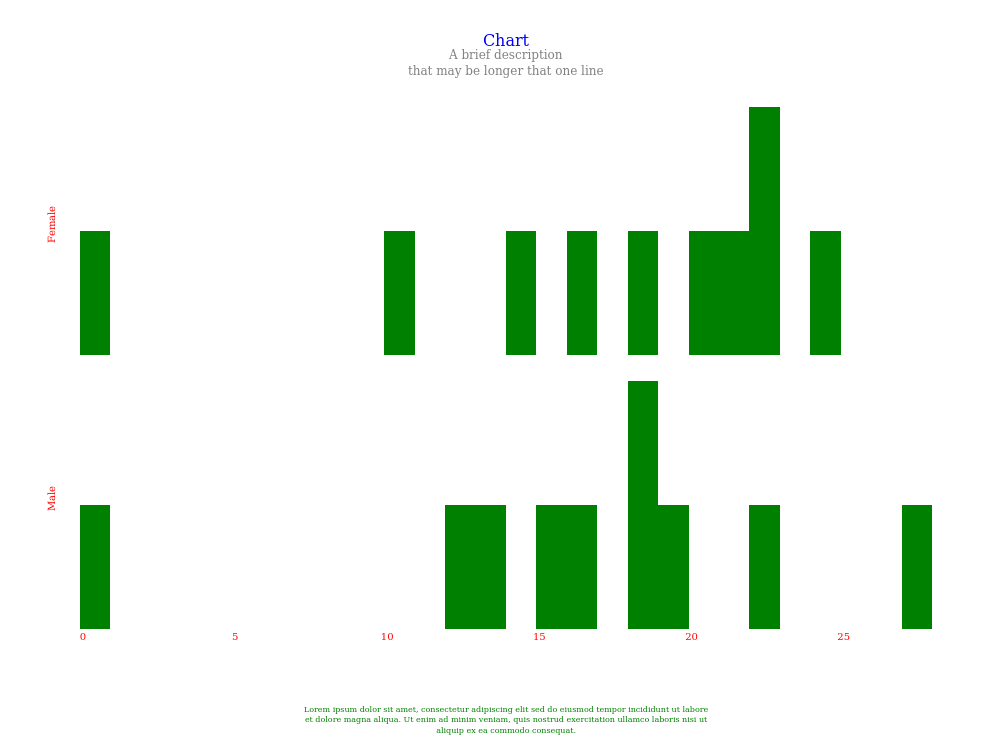 Chart
A brief description
that may be longer that one line
Female
Male
0 5 10 15 20 25
Lorem ipsum dolor sit amet, consectetur adipiscing elit sed do eiusmod tempor incididunt ut labore
et dolore magna aliqua. Ut enim ad minim veniam, quis nostrud exercitation ullamco laboris nisi ut
aliquip ex ea commodo consequat.